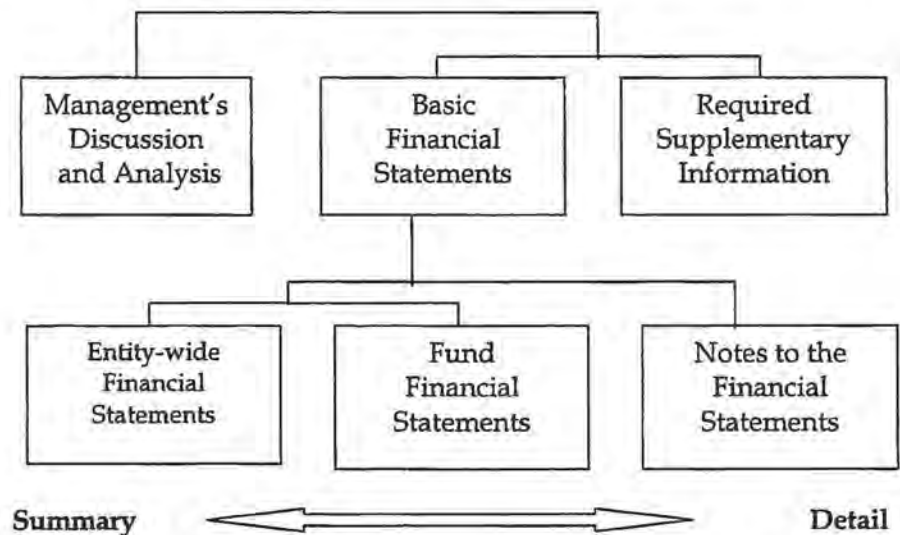 Management's
Discussion
and Analysis
Basic
Financial
Statements
Required
Supplementary
Information
Entity-wide
Financial
Statements
Fund
Financial
Statements
Notes to the
Financial
Statements
Summary
Detail